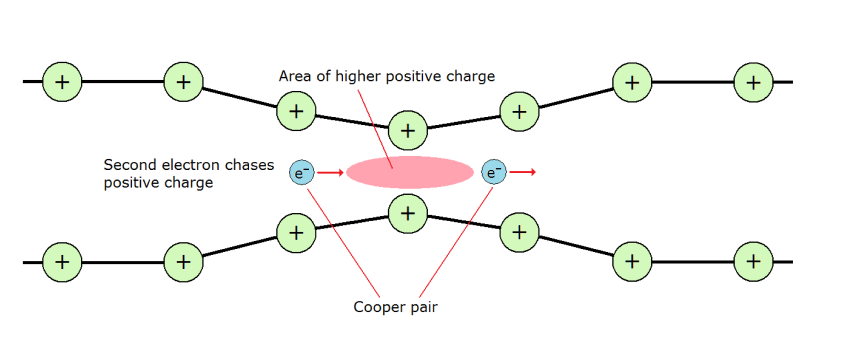 + + + + + + +
Area of higher positive charge
Second electron chases
positive charge
e⁻ e⁻
+ + + + + + +
Cooper pair